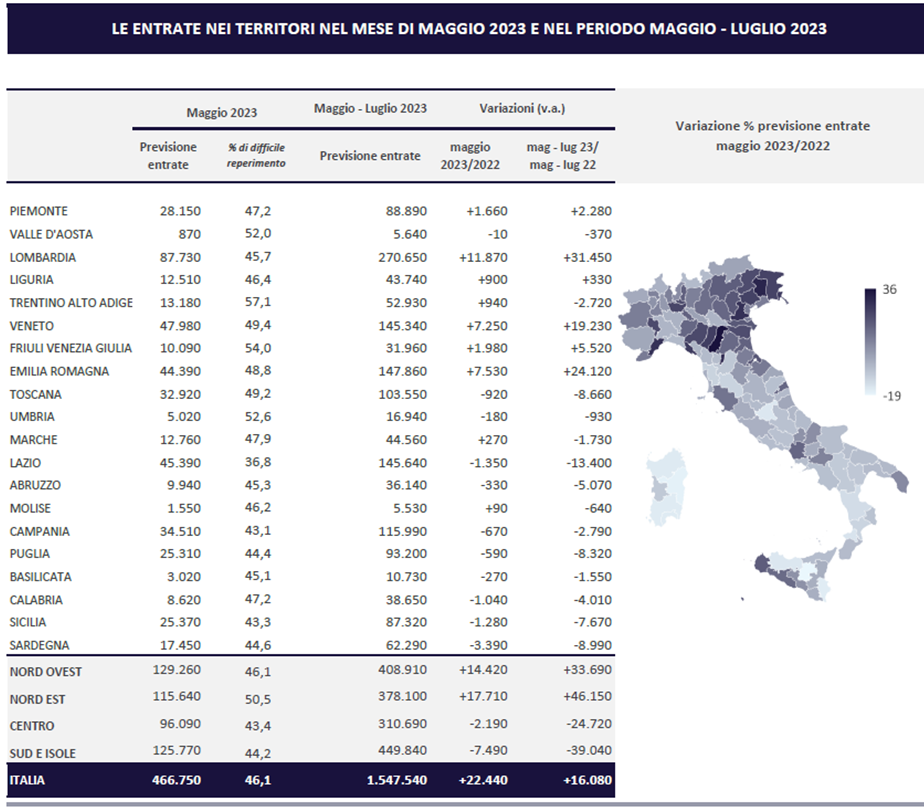 LE ENTRATE NEI TERRITORI NEL MESE DI MAGGIO 2023 E NEL PERIODO MAGGIO - LUGLIO 2023
Maggio 2023 Maggio - Luglio 2023 Variazioni (v.a.)
Variazione % previsione entrate
maggio 2023/2022
Previsione
entrate
% di difficile
reperimento
Previsione entrate
maggio
2023/2022
mag - lug 23/
mag - lug 22
PIEMONTE 28.150 47,2 88.890 +1.660 +2.280
VALLE D'AOSTA 870 52,0 5.640 -10 -370
LOMBARDIA 87.730 45,7 270.650 +11.870 +31.450
LIGURIA 12.510 46,4 43.740 +900 +330
TRENTINO ALTO ADIGE 13.180 57,1 52.930 +940 -2.720
VENETO 47.980 49,4 145.340 +7.250 +19.230
FRIULI VENEZIA GIULIA 10.090 54,0 31.960 +1.980 +5.520
EMILIA ROMAGNA 44.390 48,8 147.860 +7.530 +24.120
TOSCANA 32.920 49,2 103.550 -920 -8.660
UMBRIA 5.020 52,6 16.940 -180 -930
MARCHE 12.760 47,9 44.560 +270 -1.730
LAZIO 45.390 36,8 145.640 -1.350 -13.400
ABRUZZO 9.940 45,3 36.140 -330 -5.070
MOLISE 1.550 46,2 5.530 +90 -640
CAMPANIA 34.510 43,1 115.990 -670 -2.790
PUGLIA 25.310 44,4 93.200 -590 -8.320
BASILICATA 3.020 45,1 10.730 -270 -1.550
CALABRIA 8.620 47,2 38.650 -1.040 -4.010
SICILIA 25.370 43,3 87.320 -1.280 -7.670
SARDEGNA 17.450 44,6 62.290 -3.390 -8.990
NORD OVEST 129.260 46,1 408.910 +14.420 +33.690
NORD EST 115.640 50,5 378.100 +17.710 +46.150
CENTRO 96.090 43,4 310.690 -2.190 -24.720
SUD E ISOLE 125.770 44,2 449.840 -7.490 -39.040
ITALIA 466.750 46,1 1.547.540 +22.440 +16.080
36
-19